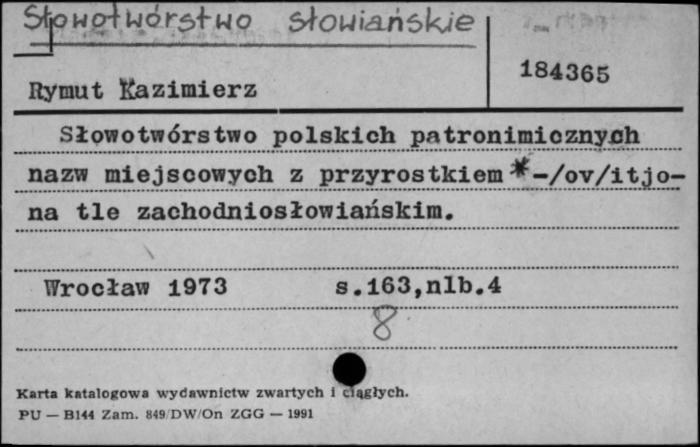 Słowotwórstwo słowiańskie
184365
Rymut Kazimierz
Słowotwórstwo polskich patronimicznych
nazw miejscowych z przyrostkiem *-/ov/itjo-
na tle zachodniosłowiańskim.
Wrocław 1973 s.163,nlb.4
8
Karta katalogowa wydawnictw zwartych i ciągłych.
PU — B144 Zam. 849/DW/On ZGG — 1991